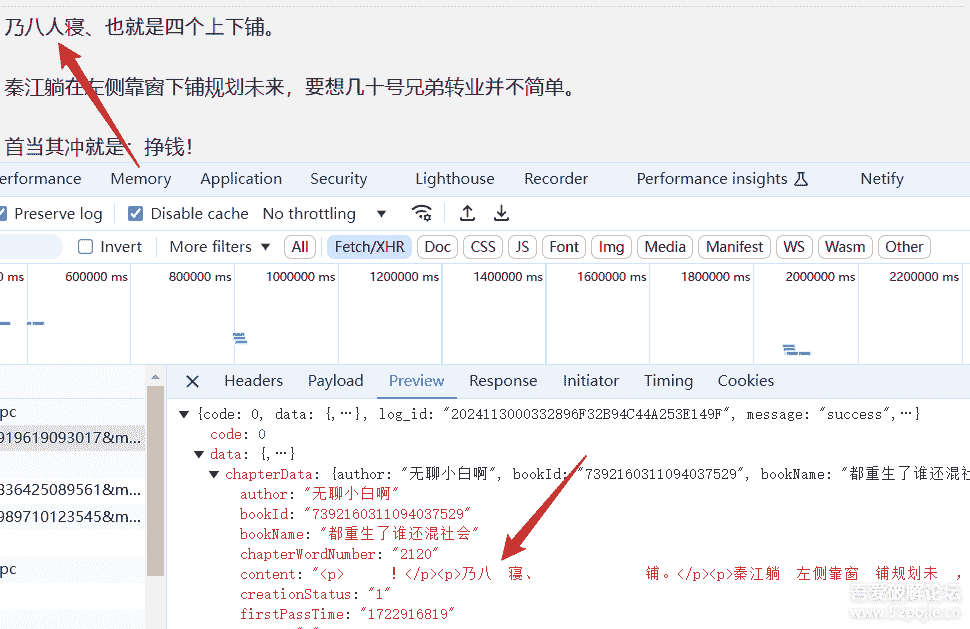 乃八人寝、也就是四个上下铺。
秦江躺在左侧靠窗下铺规划未来，要想几十号兄弟转业并不简单。
首当其冲就是：挣钱！
erformance Memory Application Security Lighthouse Recorder Performance insights Netify
Preserve log Disable cache No throttling
Invert More filters All Fetch/XHR Doc CSS JS Font Img Media Manifest WS Wasm Other
0 ms 600000 ms 800000 ms 1000000 ms 1200000 ms 1400000 ms 1600000 ms 1800000 ms 2000000 ms 2200000 ms
Headers Payload Preview Response Initiator Timing Cookies
pc
919619093017&m...
836425089561&m...
989710123545&m...
pc
{code: 0, data: {,…}, log_id: "2024113000332896F32B94C44A253E149F", message: "success",…}
code: 0
data: {,…}
chapterData: {author: "无聊小白啊", bookId: "7392160311094037529", bookName: "都重生了谁还混社
author: "无聊小白啊"
bookId: "7392160311094037529"
bookName: "都重生了谁还混社会"
chapterWordNumber: "2120"
content: "<p> ！</p><p>乃八 寝、 铺。</p><p>秦江躺 左侧靠窗 铺规划未 ，
creationStatus: "1"
firstPassTime: "1722916819"
吾爱破解论坛
www.52pojie.cn